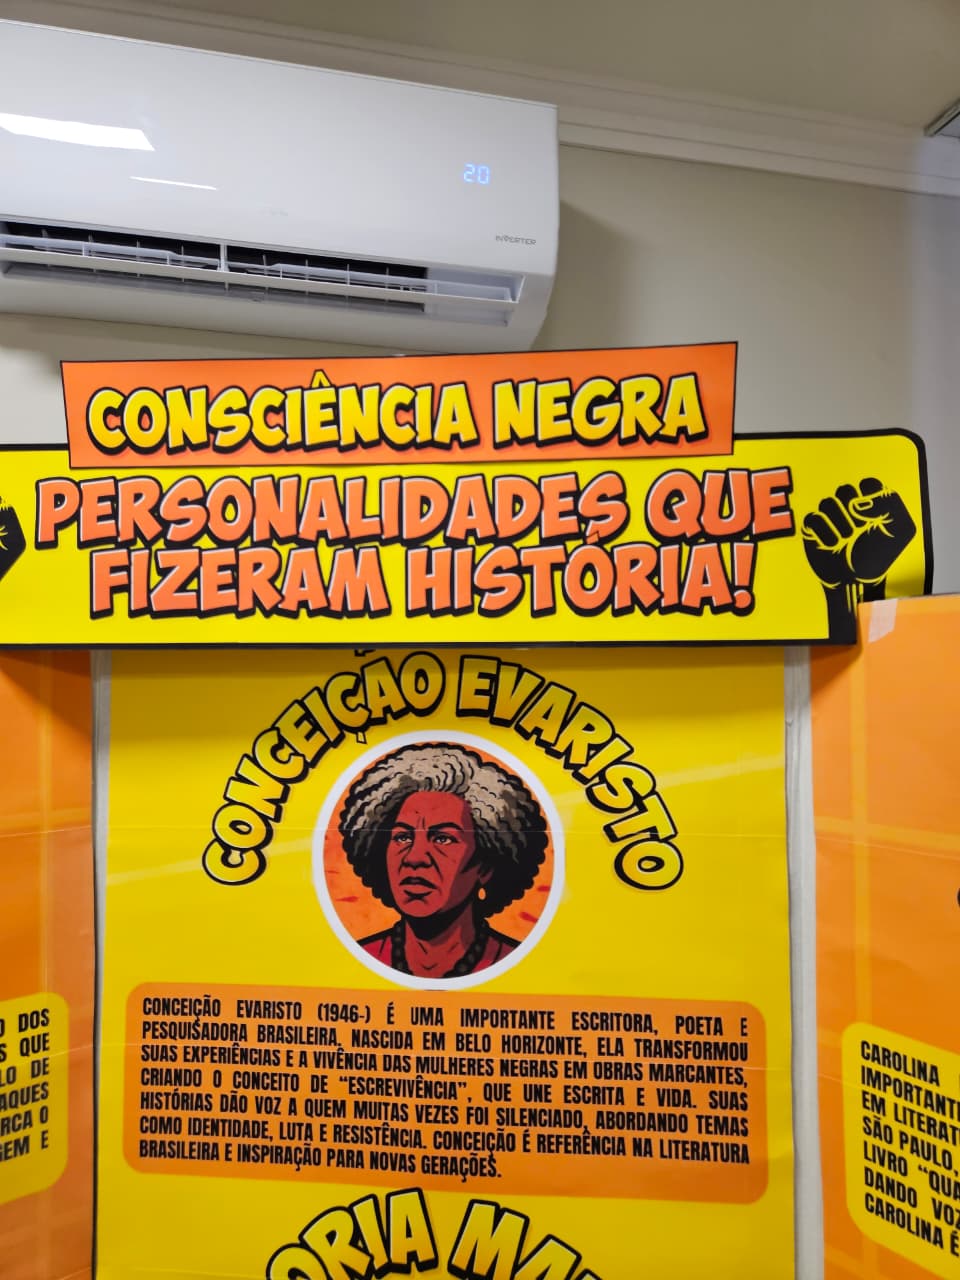 20
INVERTER
CONSCIÊNCIA NEGRA
PERSONALIDADES QUE
FIZERAM HISTÓRIA!
CONCEIÇÃO EVARISTO
CONCEIÇÃO EVARISTO (1946-) É UMA IMPORTANTE ESCRITORA, POETA E
PESQUISADORA BRASILEIRA, NASCIDA EM BELO HORIZONTE, ELA TRANSFORMOU
SUAS EXPERIÊNCIAS E A VIVÊNCIA DAS MULHERES NEGRAS EM OBRAS MARCANTES,
CRIANDO O CONCEITO DE “ESCREVIVÊNCIA”, QUE UNE ESCRITA E VIDA. SUAS
HISTÓRIAS DÃO VOZ A QUEM MUITAS VEZES FOI SILENCIADO, ABORDANDO TEMAS
COMO IDENTIDADE, LUTA E RESISTÊNCIA. CONCEIÇÃO É REFERÊNCIA NA LITERATURA
BRASILEIRA E INSPIRAÇÃO PARA NOVAS GERAÇÕES.
DOS
QUE
DE
O
E
CAROLINA
EM
SÃO PAULO,
LIVRO
DANDO
CAROLINA É